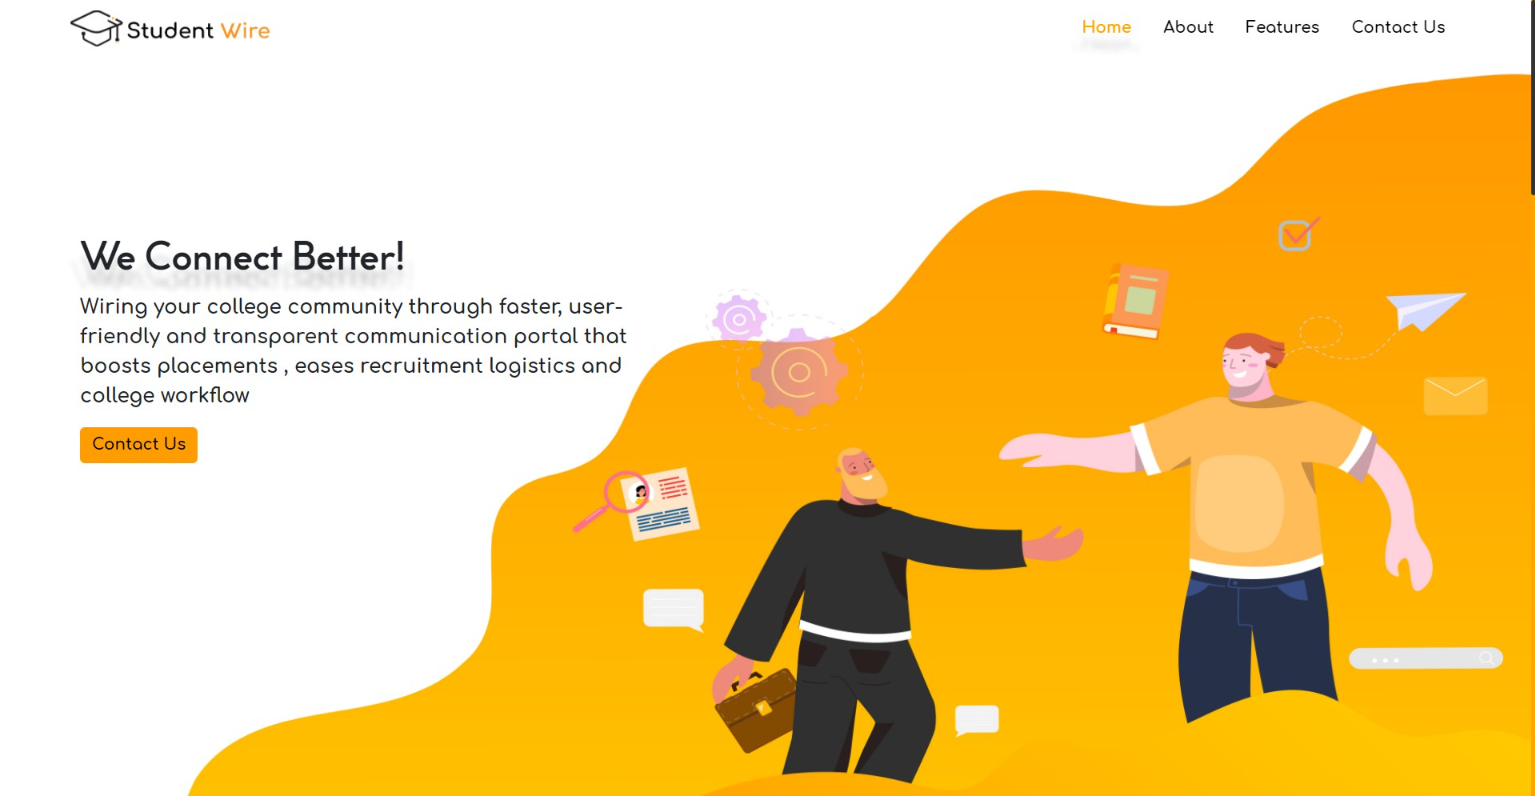 Student Wire
Home About Features Contact Us
We Connect Better!
Wiring your college community through faster, user-
friendly and transparent communication portal that
boosts placements , eases recruitment logistics and
college workflow
Contact Us